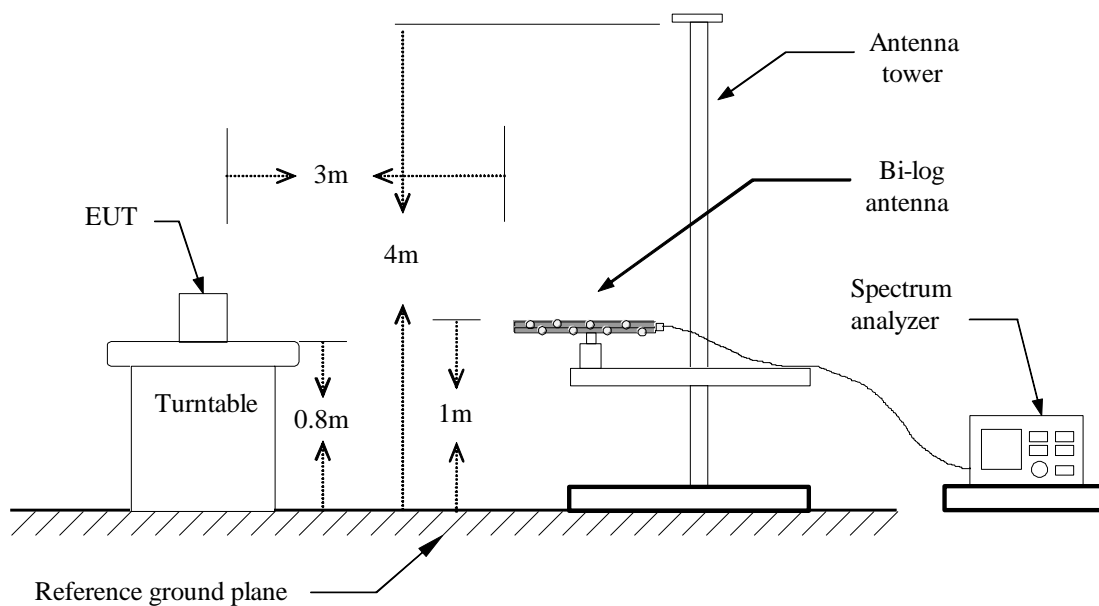 Antenna
tower
3m
Bi-log
antenna
EUT
4m
Spectrum
analyzer
Turntable
0.8m
1m
Reference ground plane